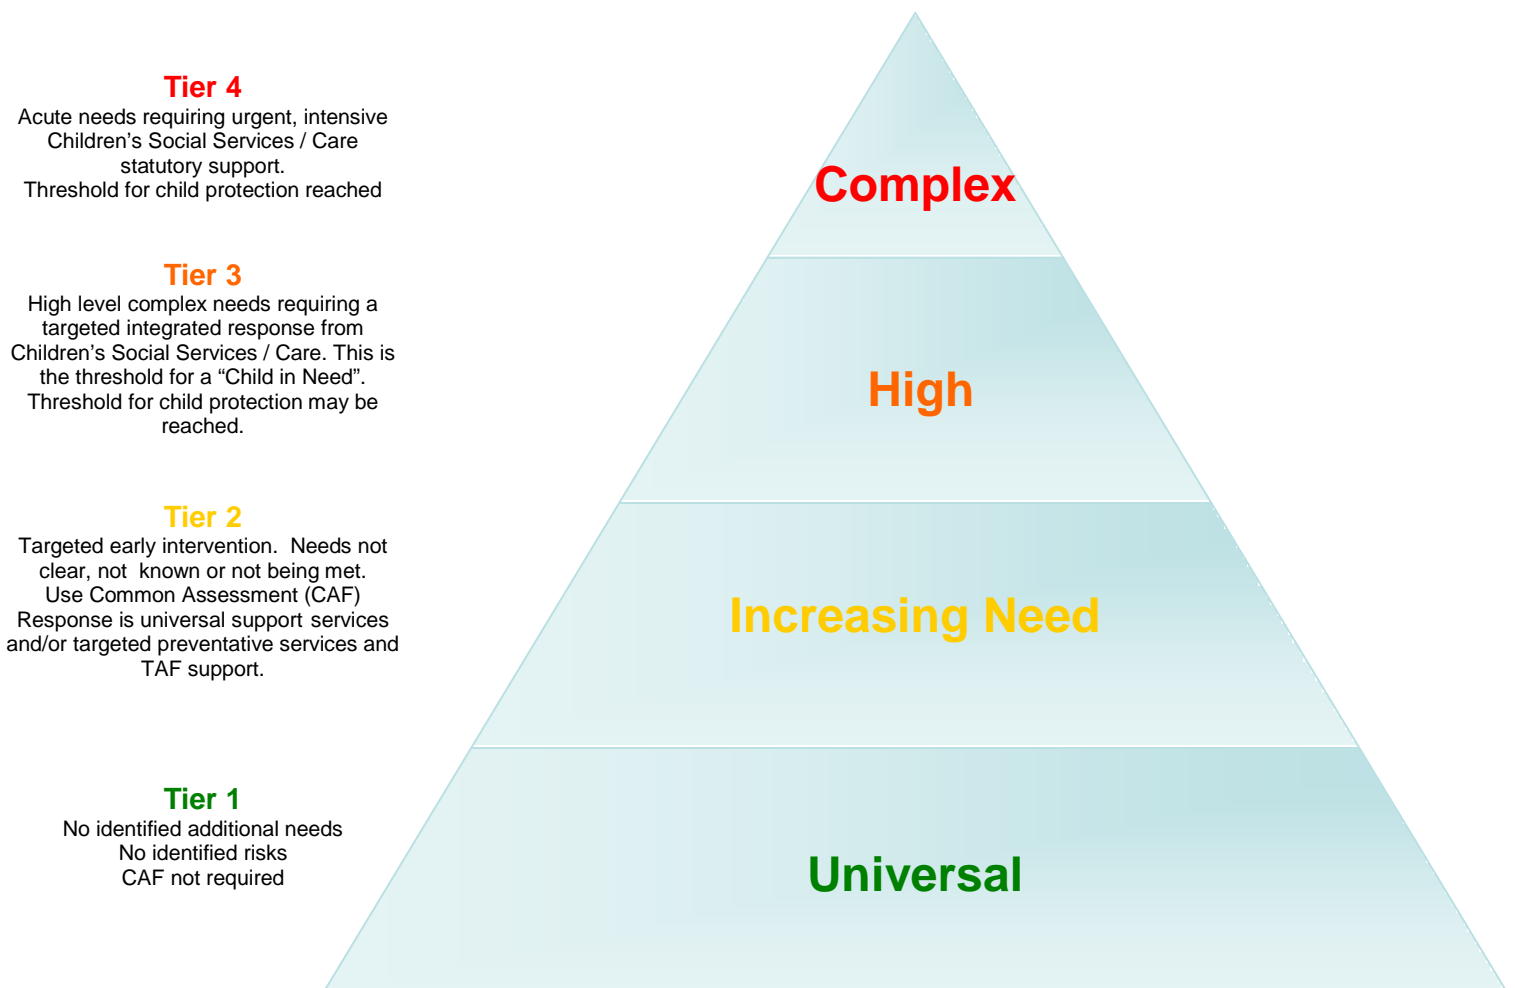 Tier 4
Acute needs requiring urgent, intensive
Children’s Social Services / Care
statutory support.
Threshold for child protection reached
Complex
Tier 3
High level complex needs requiring a
targeted integrated response from
Children’s Social Services / Care. This is
the threshold for a “Child in Need”.
Threshold for child protection may be
reached.
High
Tier 2
Targeted early intervention.  Needs not
clear, not  known or not being met.
Use Common Assessment (CAF)
Response is universal support services
and/or targeted preventative services and
TAF support.
Increasing Need
Tier 1
No identified additional needs
No identified risks
CAF not required
Universal